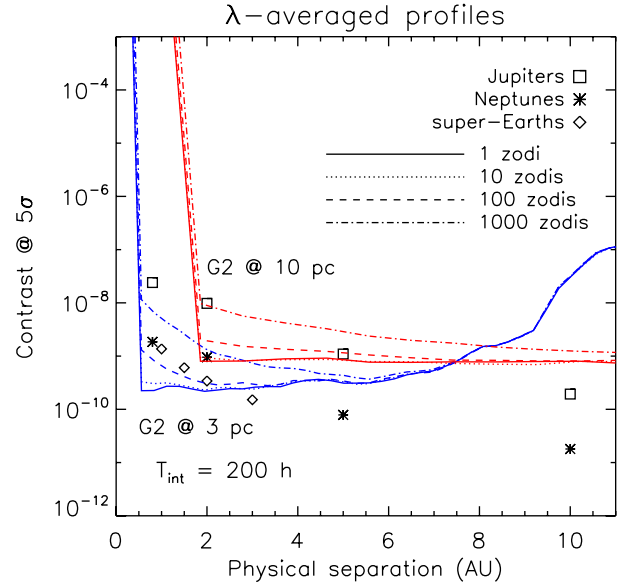 λ-averaged profiles
Contrast @ 5σ
10⁻⁴
10⁻⁶
10⁻⁸
10⁻¹⁰
10⁻¹²
Jupiters
Neptunes
super-Earths
1 zodi
10 zodis
100 zodis
1000 zodis
G2 @ 10 pc
G2 @ 3 pc
T_int = 200 h
0 2 4 6 8 10
Physical separation (AU)